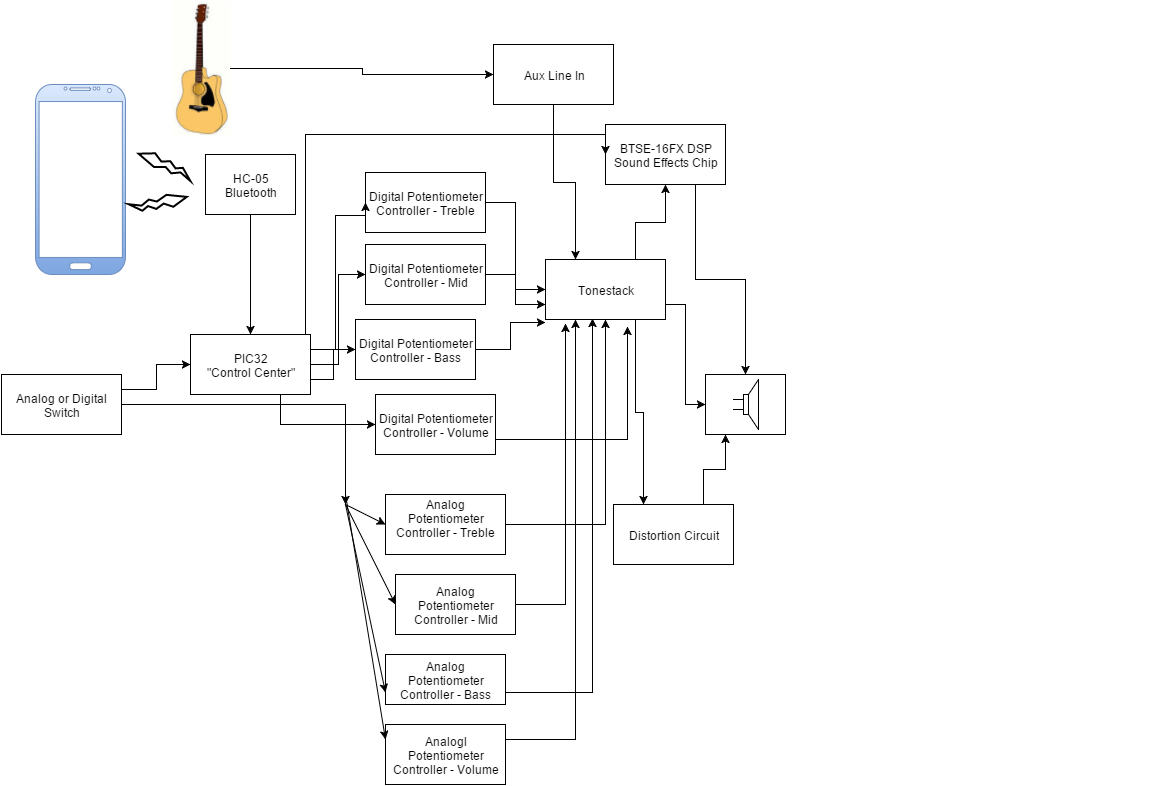 Aux Line In
BTSE-16FX DSP
Sound Effects Chip
HC-05
Bluetooth
Digital Potentiometer
Controller - Treble
Digital Potentiometer
Controller - Mid
Tonestack
Digital Potentiometer
Controller - Bass
PIC32
"Control Center"
Analog or Digital
Switch
Digital Potentiometer
Controller - Volume
Analog
Potentiometer
Controller - Treble
Distortion Circuit
Analog
Potentiometer
Controller - Mid
Analog
Potentiometer
Controller - Bass
Analogl
Potentiometer
Controller - Volume